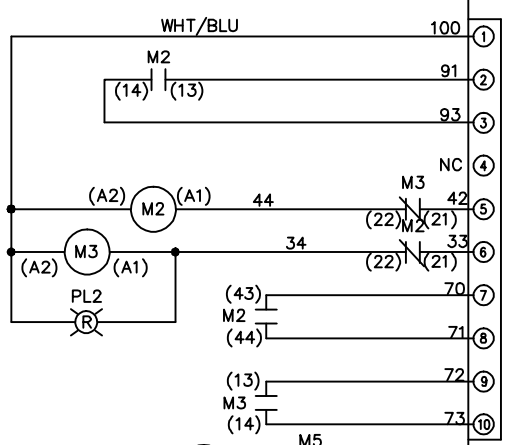 WHT/BLU 100 1
M2
(14) (13) 91 2
93 3
NC 4
(A2) M2 (A1) 44 M3 (22) (21) 42 5
(A2) M3 (A1) 34 M2 (22) (21) 33 6
PL2
R
(43) 70 7
M2
(44) 71 8
(13) 72 9
M3
(14) 73 10
M5